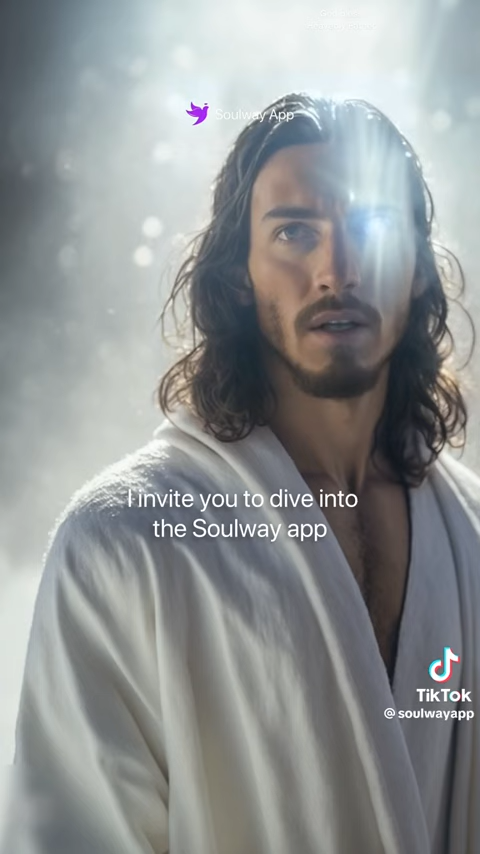 Soulway App
I invite you to dive into
the Soulway app
TikTok
@soulwayapp